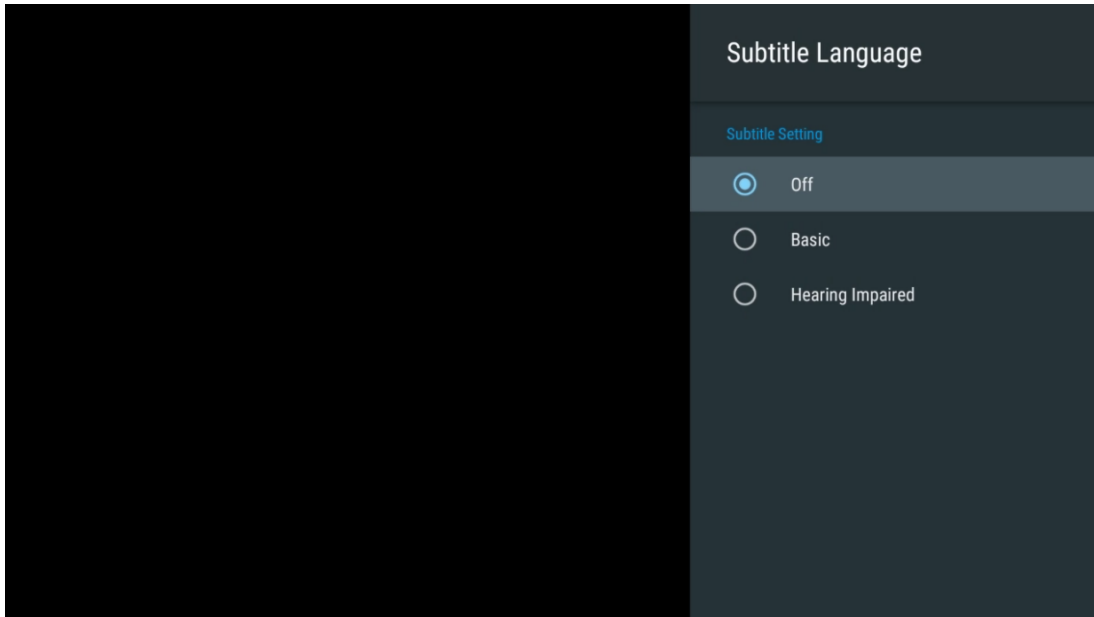 Subtitle Language
Subtitle Setting
Off
Basic
Hearing Impaired